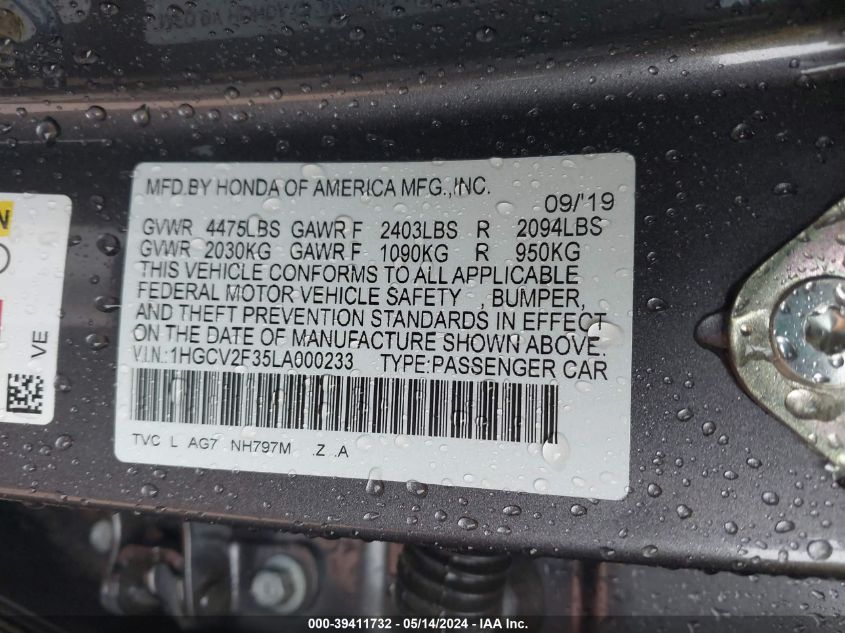 MFD.BY HONDA OF AMERICA MFG.,INC.
09/'19
GVWR 4475LBS GAWR F 2403LBS R 2094LBS
GVWR 2030KG GAWR F 1090KG R 950KG
THIS VEHICLE CONFORMS TO ALL APPLICABLE
FEDERAL MOTOR VEHICLE SAFETY , BUMPER,
AND THEFT PREVENTION STANDARDS IN EFFECT
ON THE DATE OF MANUFACTURE SHOWN ABOVE.
V.I.N.:1HGCV2F35LA000233 TYPE:PASSENGER CAR
TVC L AG7 NH797M .Z .A
VE
000-39411732 - 05/14/2024 - IAAI.com